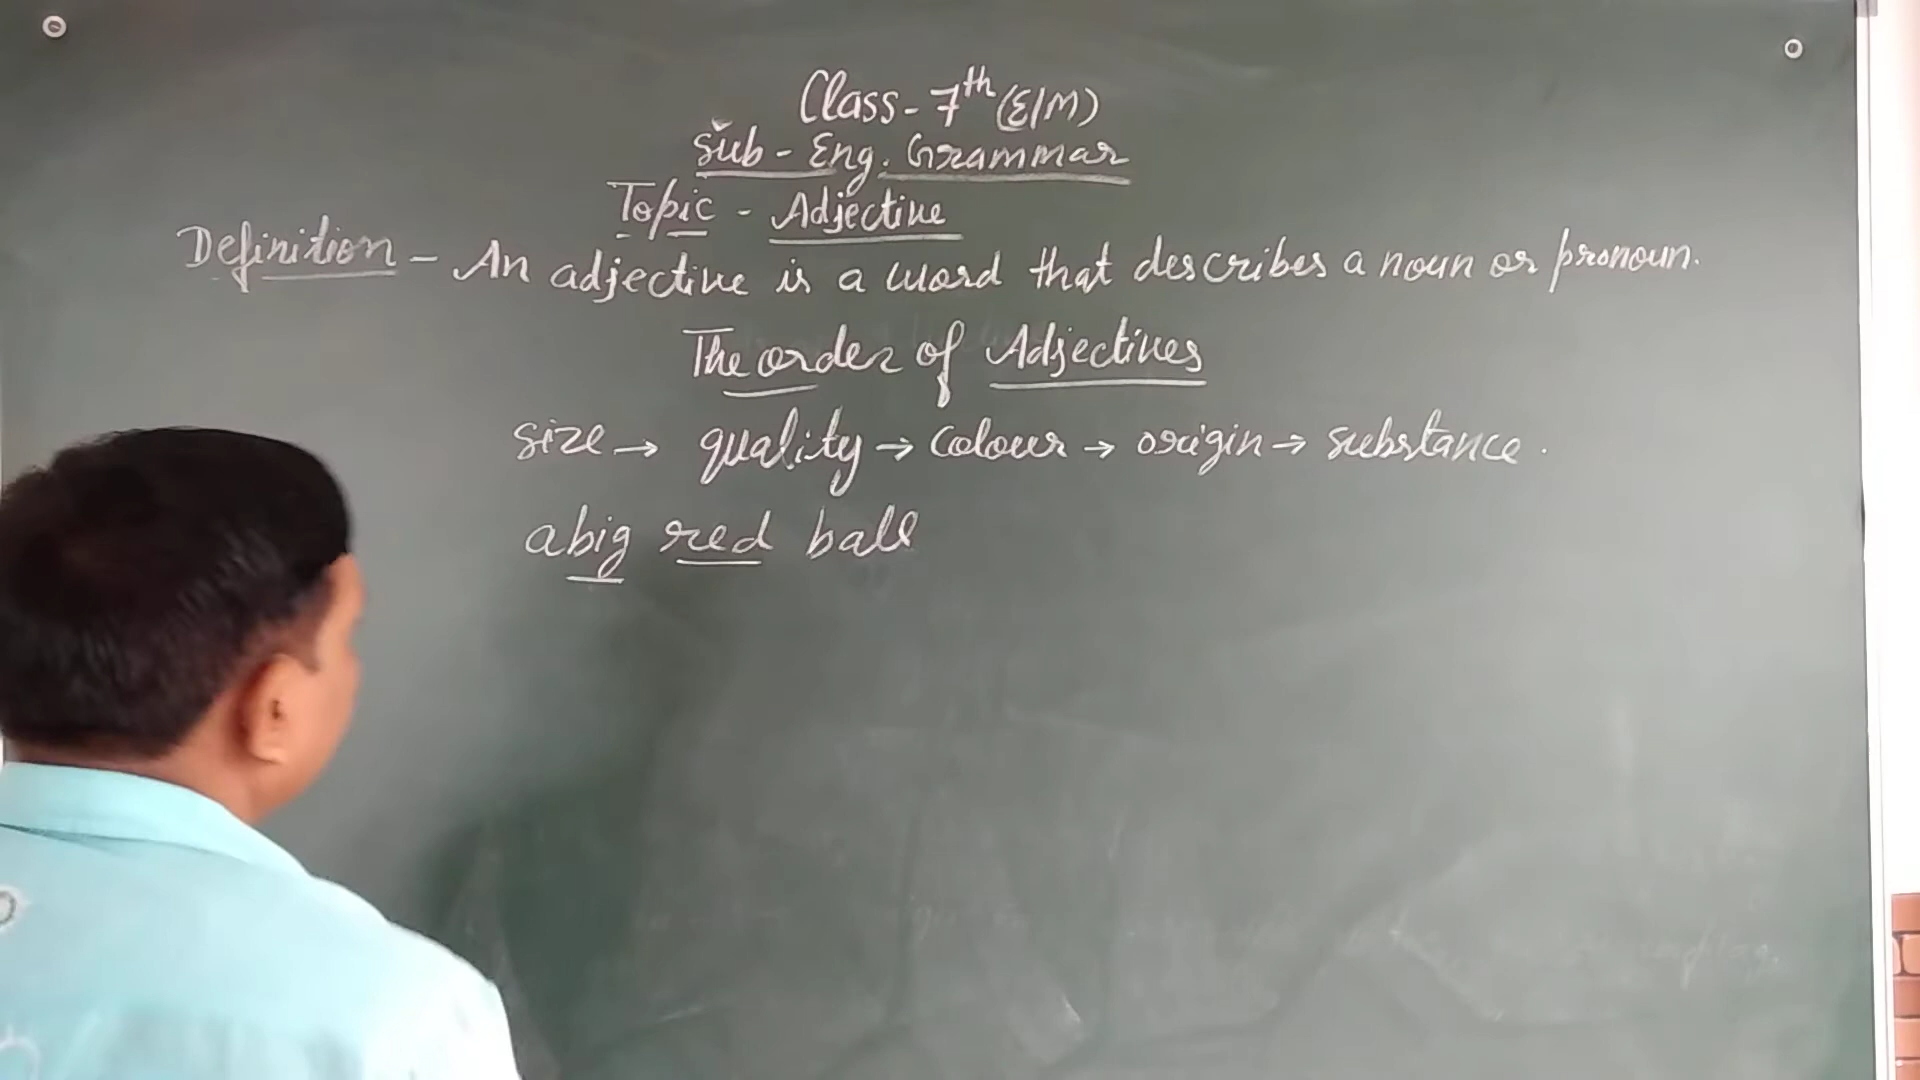 Class - 7th (E/M)
Sub - Eng. Grammar
Topic - Adjective
Definition - An adjective is a word that describes a noun or pronoun.
The order of Adjectives
size → quality → colour → origin → substance.
a big red ball